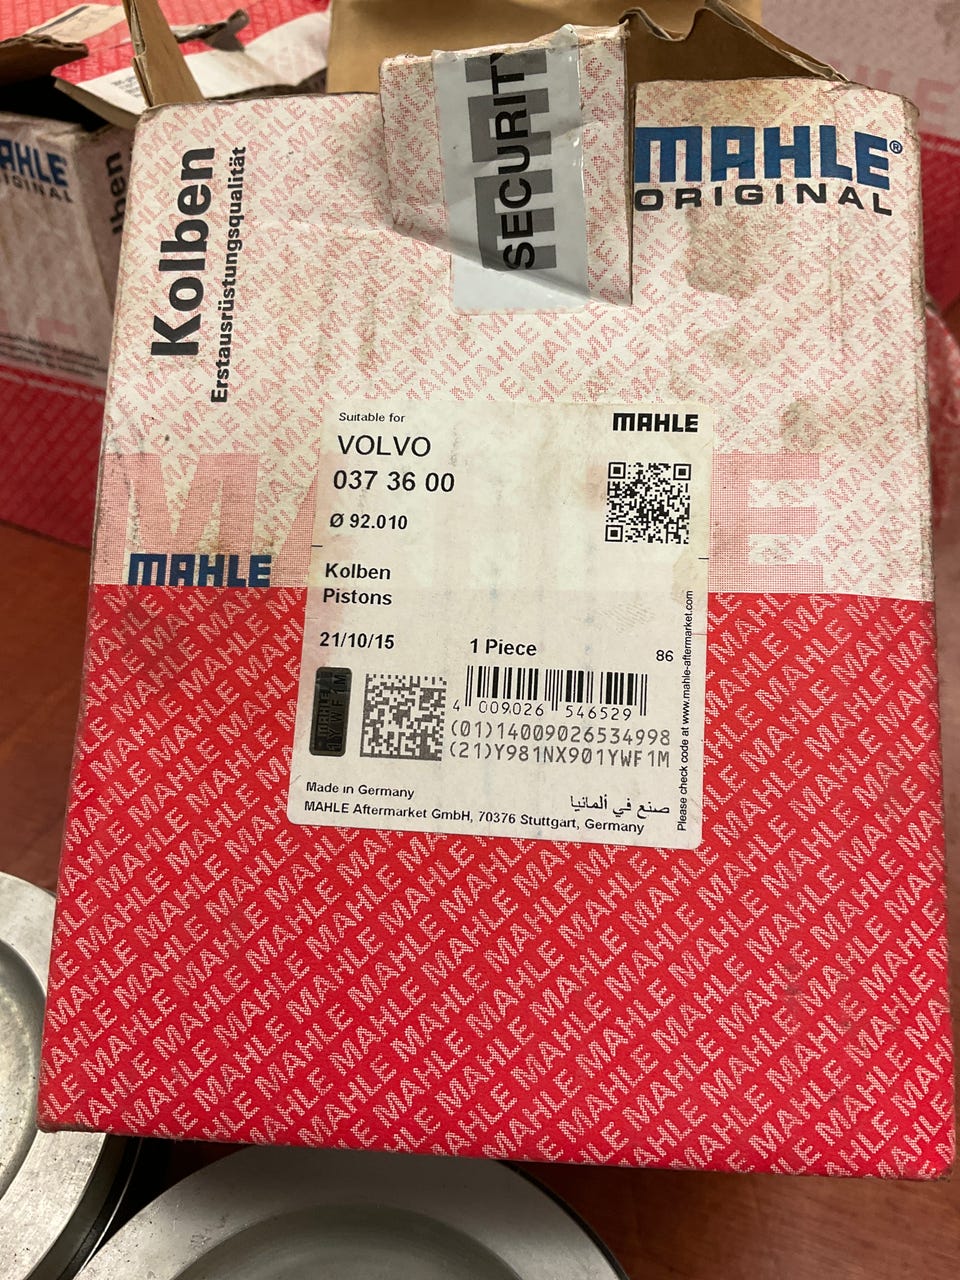 MAHLE®
ORIGINAL
SECURITY
Kolben
Erstausrüstungsqualität
Suitable for
MAHLE
VOLVO
037 36 00
Ø 92.010
Kolben
Pistons
21/10/15
1 Piece
86
4 009026 546529
(01)14009026534998
(21)Y981NX901YWF1M
MAHLE
1YWF1M
Made in Germany
صنع في ألمانيا
MAHLE Aftermarket GmbH, 70376 Stuttgart, Germany
Please check code at www.mahle-aftermarket.com
MAHLE